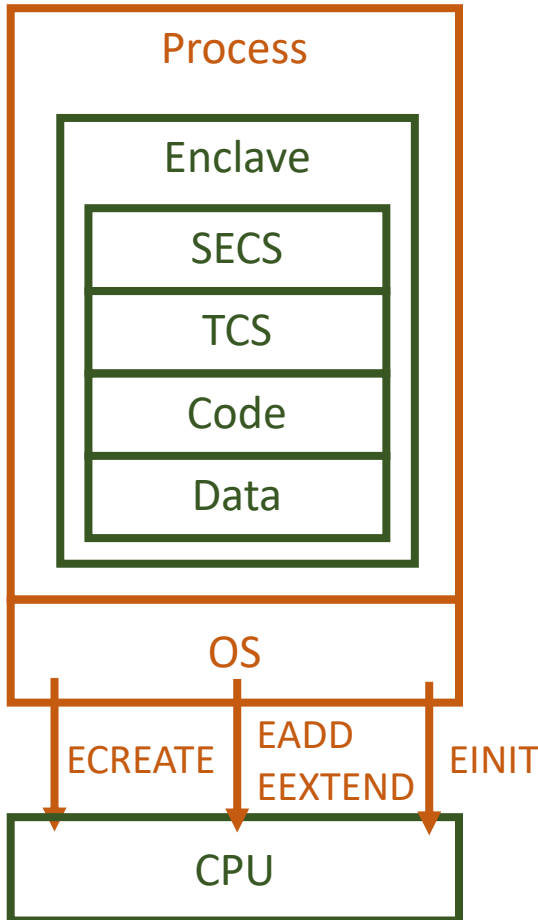 Process
Enclave
SECS
TCS
Code
Data
OS
ECREATE
EADD
EEXTEND
EINIT
CPU